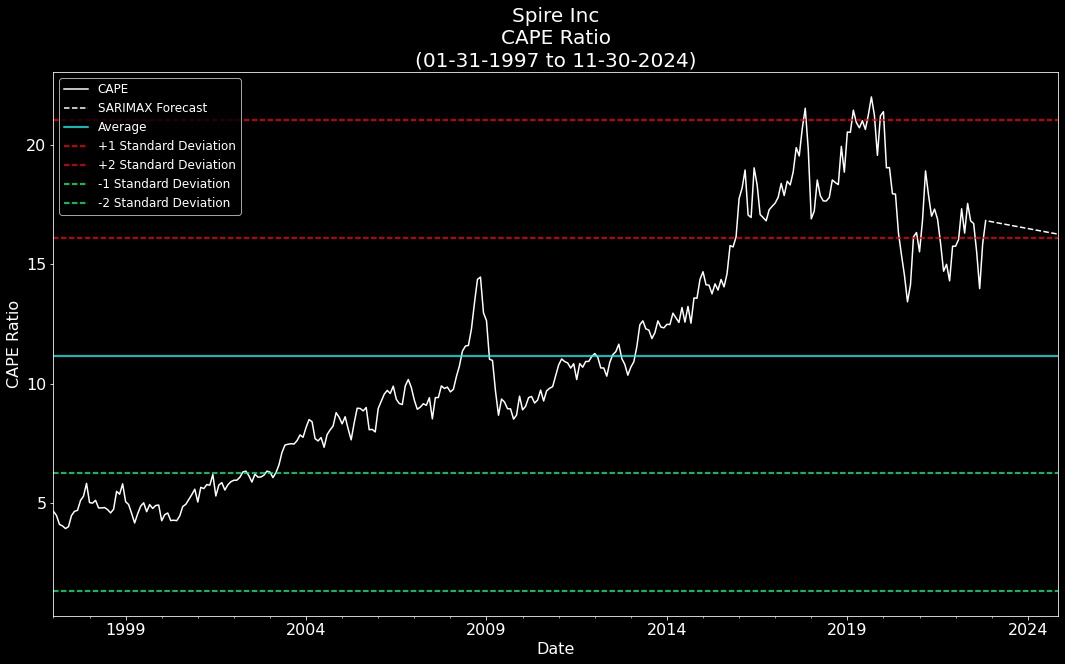 Spire Inc
CAPE Ratio
(01-31-1997 to 11-30-2024)
CAPE
SARIMAX Forecast
Average
+1 Standard Deviation
+2 Standard Deviation
-1 Standard Deviation
-2 Standard Deviation
CAPE Ratio
20
15
10
5
1999 2004 2009 2014 2019 2024
Date